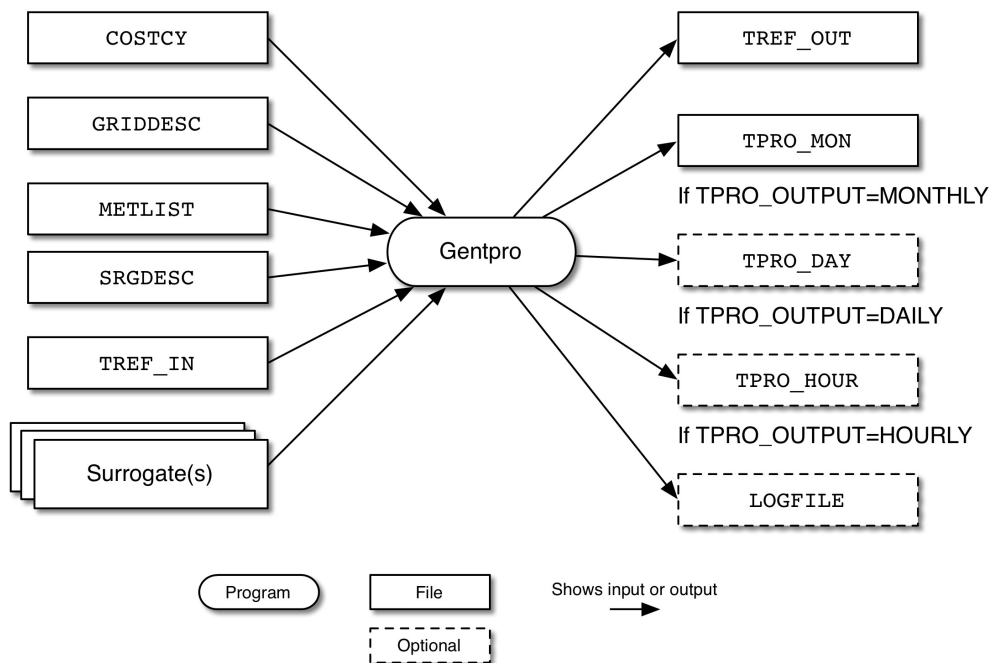 COSTCY
GRIDDESC
METLIST
SRGDESC
TREF_IN
Surrogate(s)
Gentpro
TREF_OUT
TPRO_MON
If TPRO_OUTPUT=MONTHLY
TPRO_DAY
If TPRO_OUTPUT=DAILY
TPRO_HOUR
If TPRO_OUTPUT=HOURLY
LOGFILE
Program
File
Shows input or output
Optional